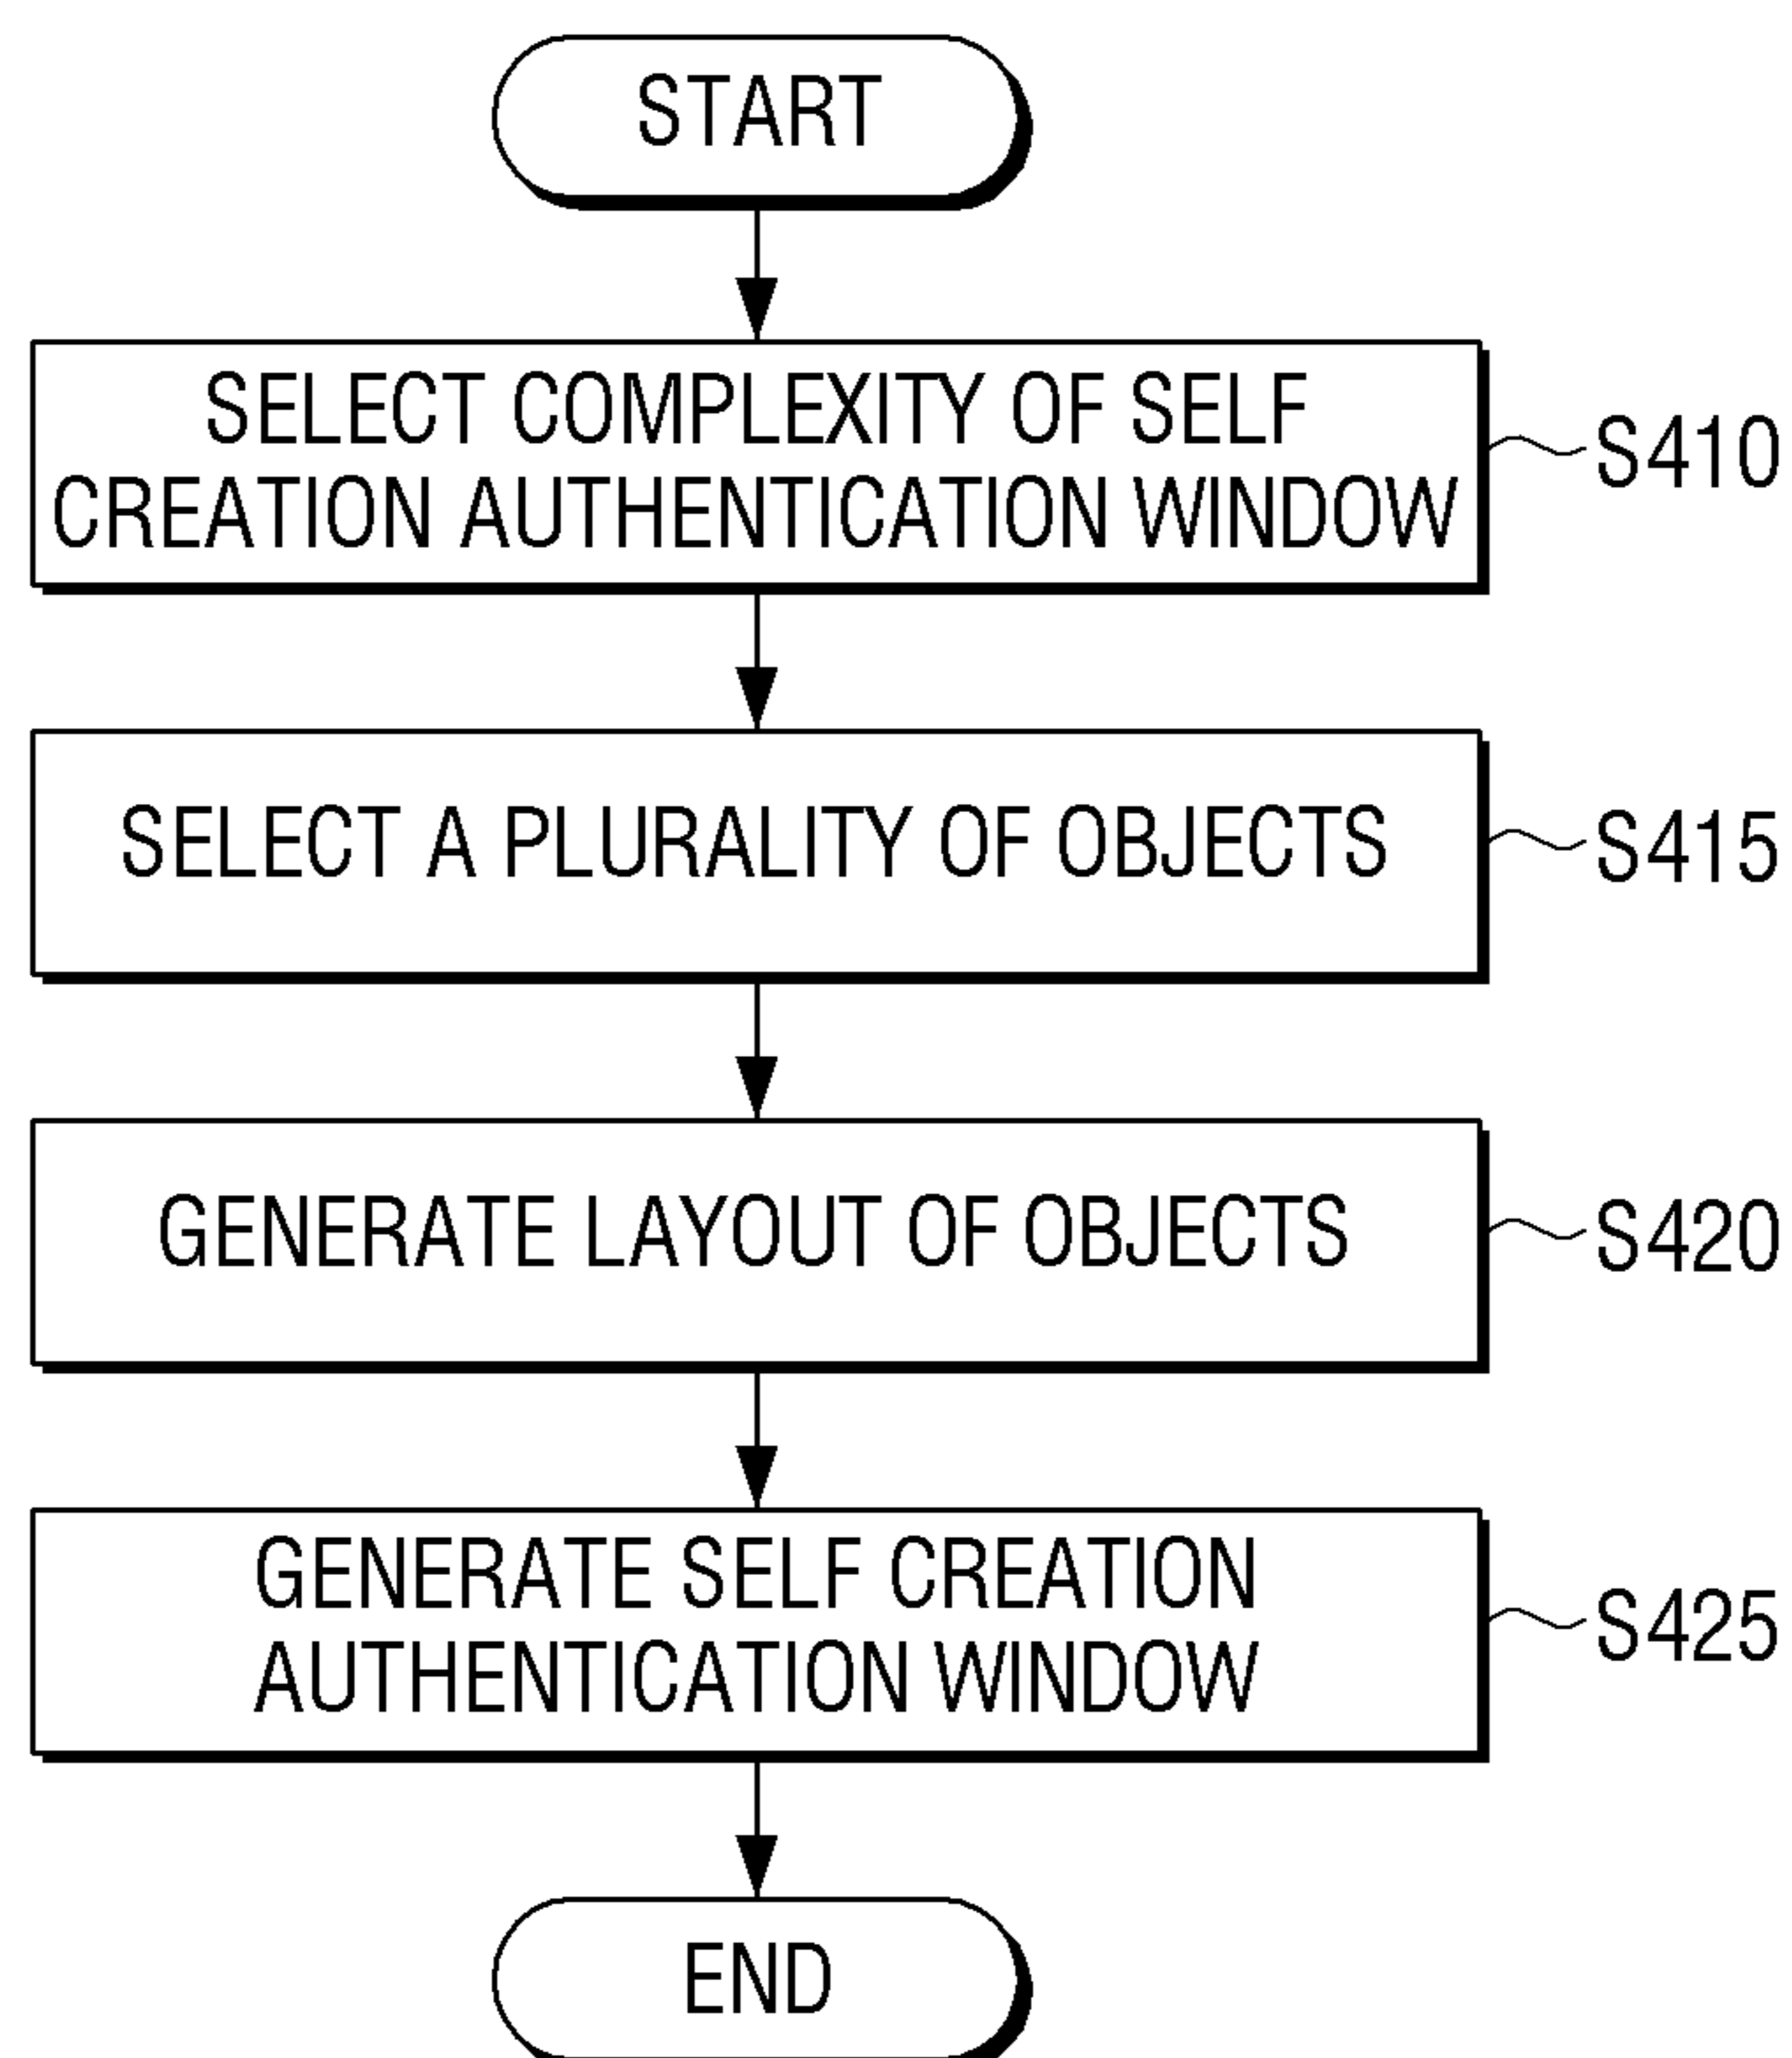 START
SELECT COMPLEXITY OF SELF
CREATION AUTHENTICATION WINDOW
S410
SELECT A PLURALITY OF OBJECTS
S415
GENERATE LAYOUT OF OBJECTS
S420
GENERATE SELF CREATION
AUTHENTICATION WINDOW
S425
END